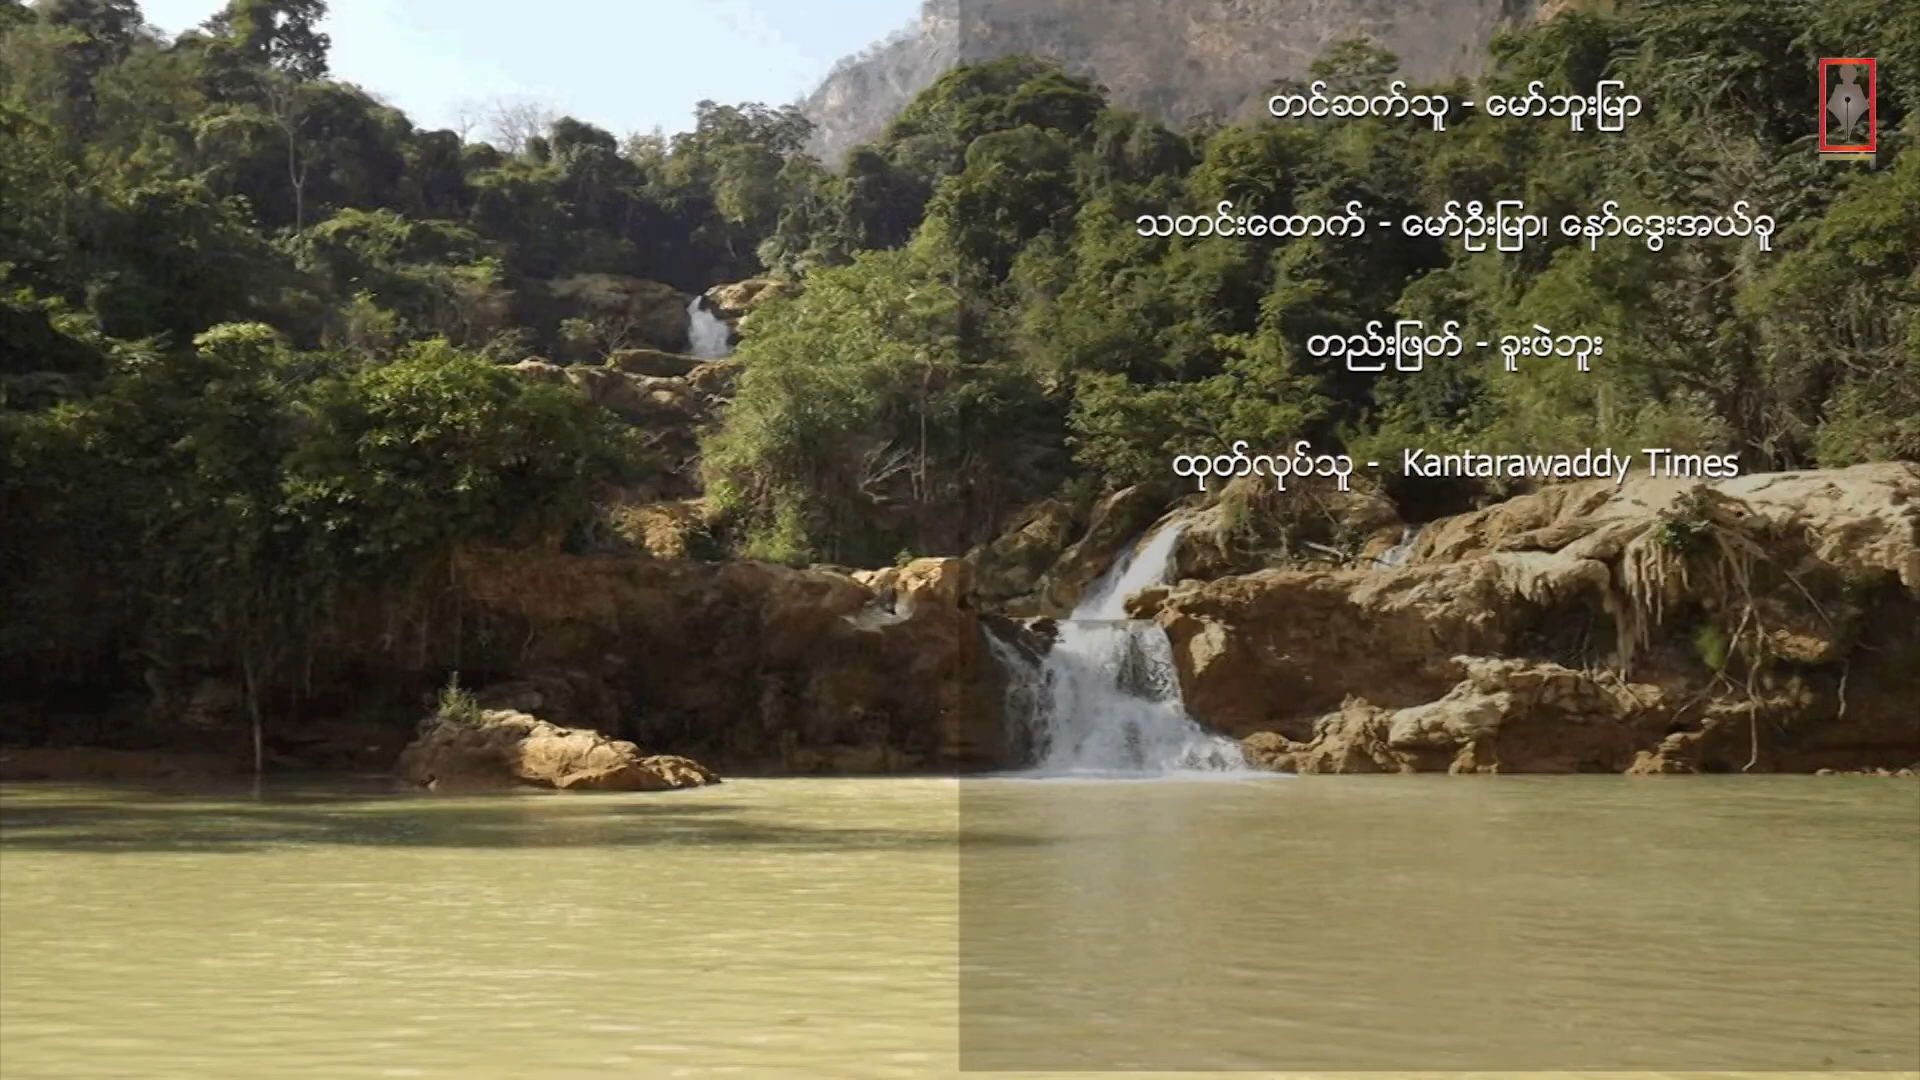 တင်ဆက်သူ - မော်ဘူးမြာ
သတင်းထောက် - မော်ဦးမြာ၊ နော်ဒွေးအယ်ခူ
တည်းဖြတ် - ခူးဖဲဘူး
ထုတ်လုပ်သူ - Kantarawaddy Times